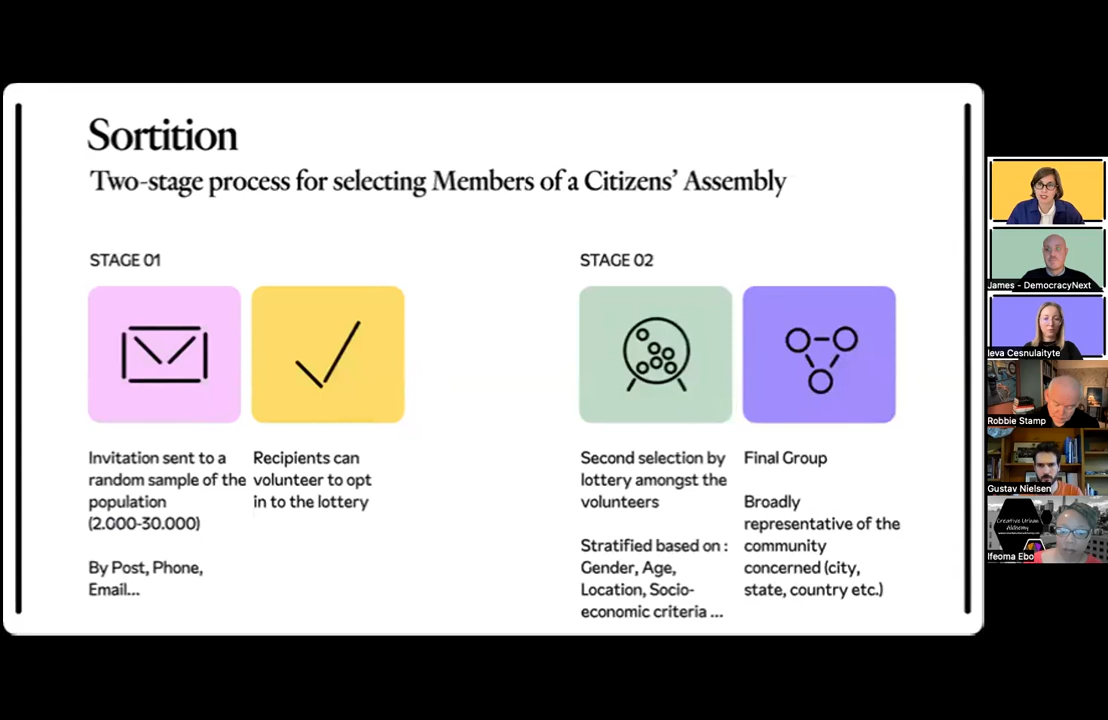 Sortition
Two-stage process for selecting Members of a Citizens' Assembly
STAGE 01
Invitation sent to a
random sample of the
population
(2.000-30.000)
By Post, Phone,
Email...
Recipients can
volunteer to opt
in to the lottery
STAGE 02
Second selection by
lottery amongst the
volunteers
Stratified based on :
Gender, Age,
Location, Socio-
economic criteria ...
Final Group
Broadly
representative of the
community
concerned (city,
state, country etc.)
James - DemocracyNext
Ieva Cesnulaityte
Robbie Stamp
Gustav Nielsen
Creative Urban
Alchemy
Ifeoma Ebo